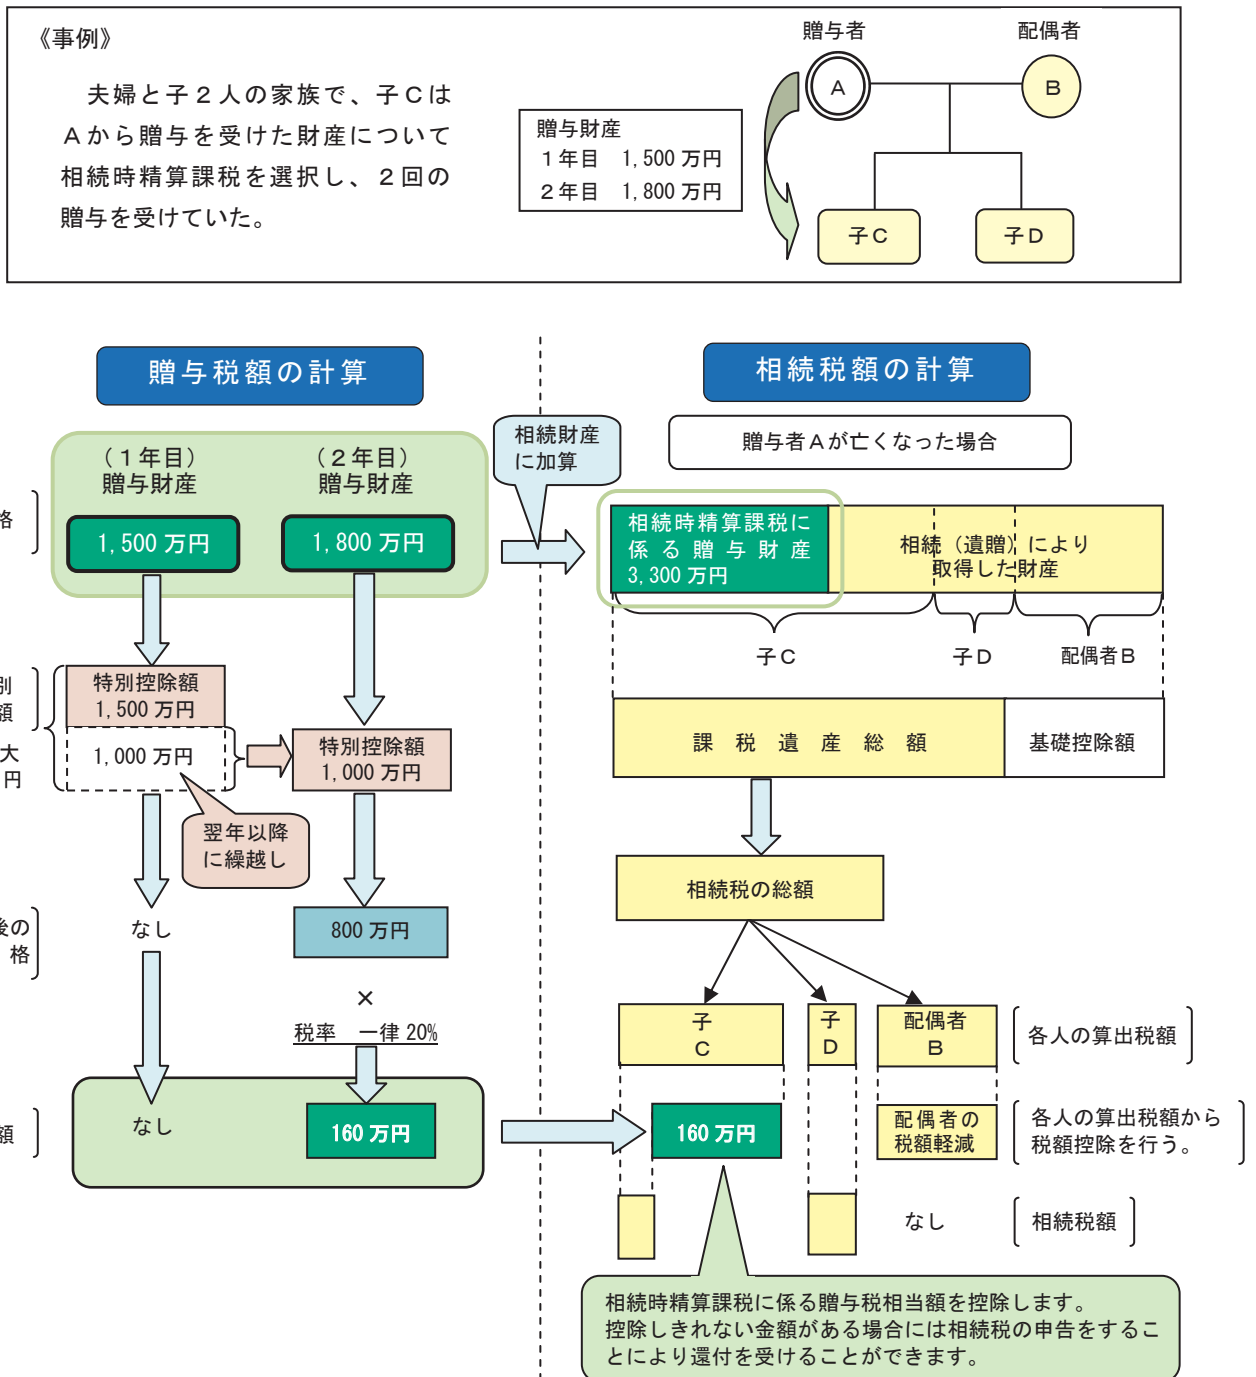 《事例》
夫婦と子２人の家族で、子Ｃは
Ａから贈与を受けた財産について
相続時精算課税を選択し、２回の
贈与を受けていた。
贈与財産
１年目　1,500 万円
２年目　1,800 万円
贈与者
配偶者
Ａ
Ｂ
子Ｃ
子Ｄ
贈与税額の計算
（１年目）
贈与財産
（２年目）
贈与財産
格
1,500 万円
1,800 万円
相続財産
に加算
別
額
大
円
特別控除額
1,500 万円
1,000 万円
特別控除額
1,000 万円
翌年以降
に繰越し
後の
格
なし
800 万円
×
税率　一律 20%
額
なし
160 万円
相続税額の計算
贈与者Ａが亡くなった場合
相続時精算課税に
係る贈与財産
3,300 万円
相続（遺贈）により
取得した財産
子Ｃ
子Ｄ
配偶者Ｂ
課税遺産総額
基礎控除額
相続税の総額
子
Ｃ
子
Ｄ
配偶者
Ｂ
各人の算出税額
160 万円
配偶者の
税額軽減
各人の算出税額から
税額控除を行う。
なし
相続税額
相続時精算課税に係る贈与税相当額を控除します。
控除しきれない金額がある場合には相続税の申告をするこ
とにより還付を受けることができます。